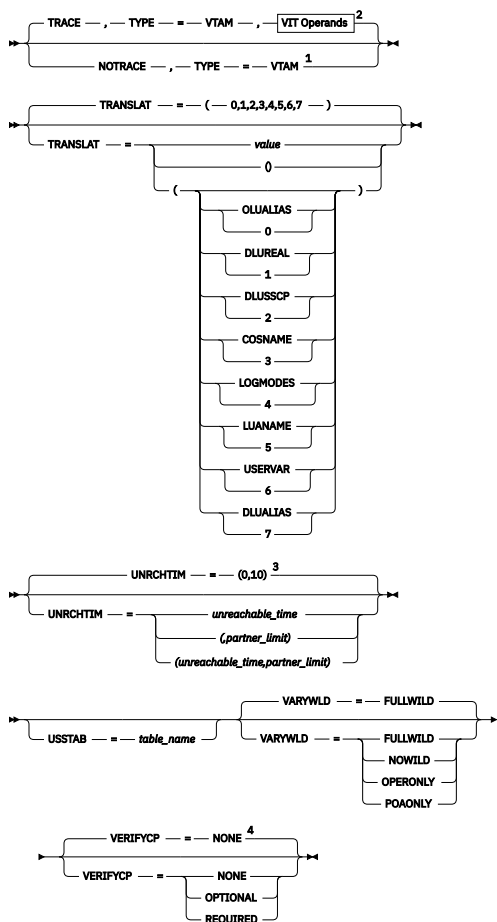 TRACE , TYPE = VTAM , VIT Operands 2
NOTRACE , TYPE = VTAM 1
TRANSLAT = ( 0,1,2,3,4,5,6,7 )
TRANSLAT = value
()
( )
OLUALIAS
0
DLUREAL
1
DLUSSCP
2
COSNAME
3
LOGMODES
4
LUANAME
5
USERVAR
6
DLUALIAS
7
UNRCHTIM = (0,10) 3
UNRCHTIM = unreachable_time
(,partner_limit)
(unreachable_time,partner_limit)
VARYWLD = FULLWILD
USSTAB = table_name VARYWLD = FULLWILD
NOWILD
OPERONLY
POAONLY
VERIFYCP = NONE 4
VERIFYCP = NONE
OPTIONAL
REQUIRED